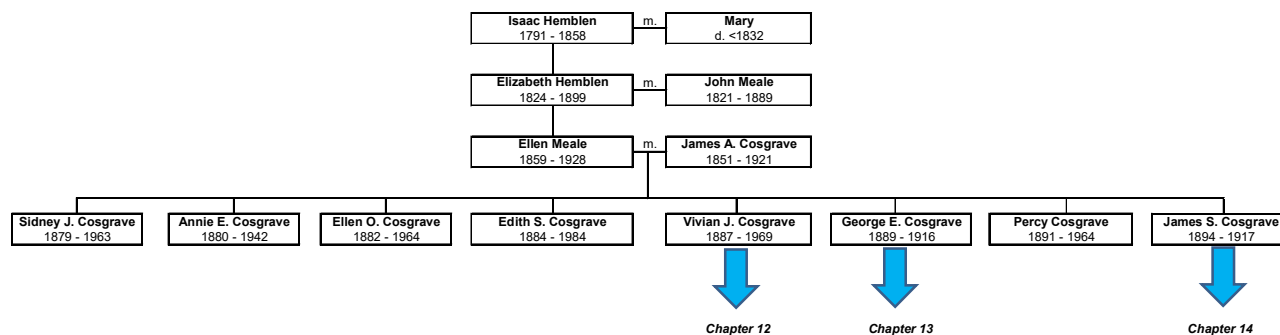 Isaac Hemblen m. Mary
1791 - 1858 d. <1832
Elizabeth Hemblen m. John Meale
1824 - 1899 1821 - 1889
Ellen Meale m. James A. Cosgrave
1859 - 1928 1851 - 1921
Sidney J. Cosgrave Annie E. Cosgrave Ellen O. Cosgrave Edith S. Cosgrave Vivian J. Cosgrave George E. Cosgrave Percy Cosgrave James S. Cosgrave
1879 - 1963 1880 - 1942 1882 - 1964 1884 - 1984 1887 - 1969 1889 - 1916 1891 - 1964 1894 - 1917
Chapter 12 Chapter 13 Chapter 14